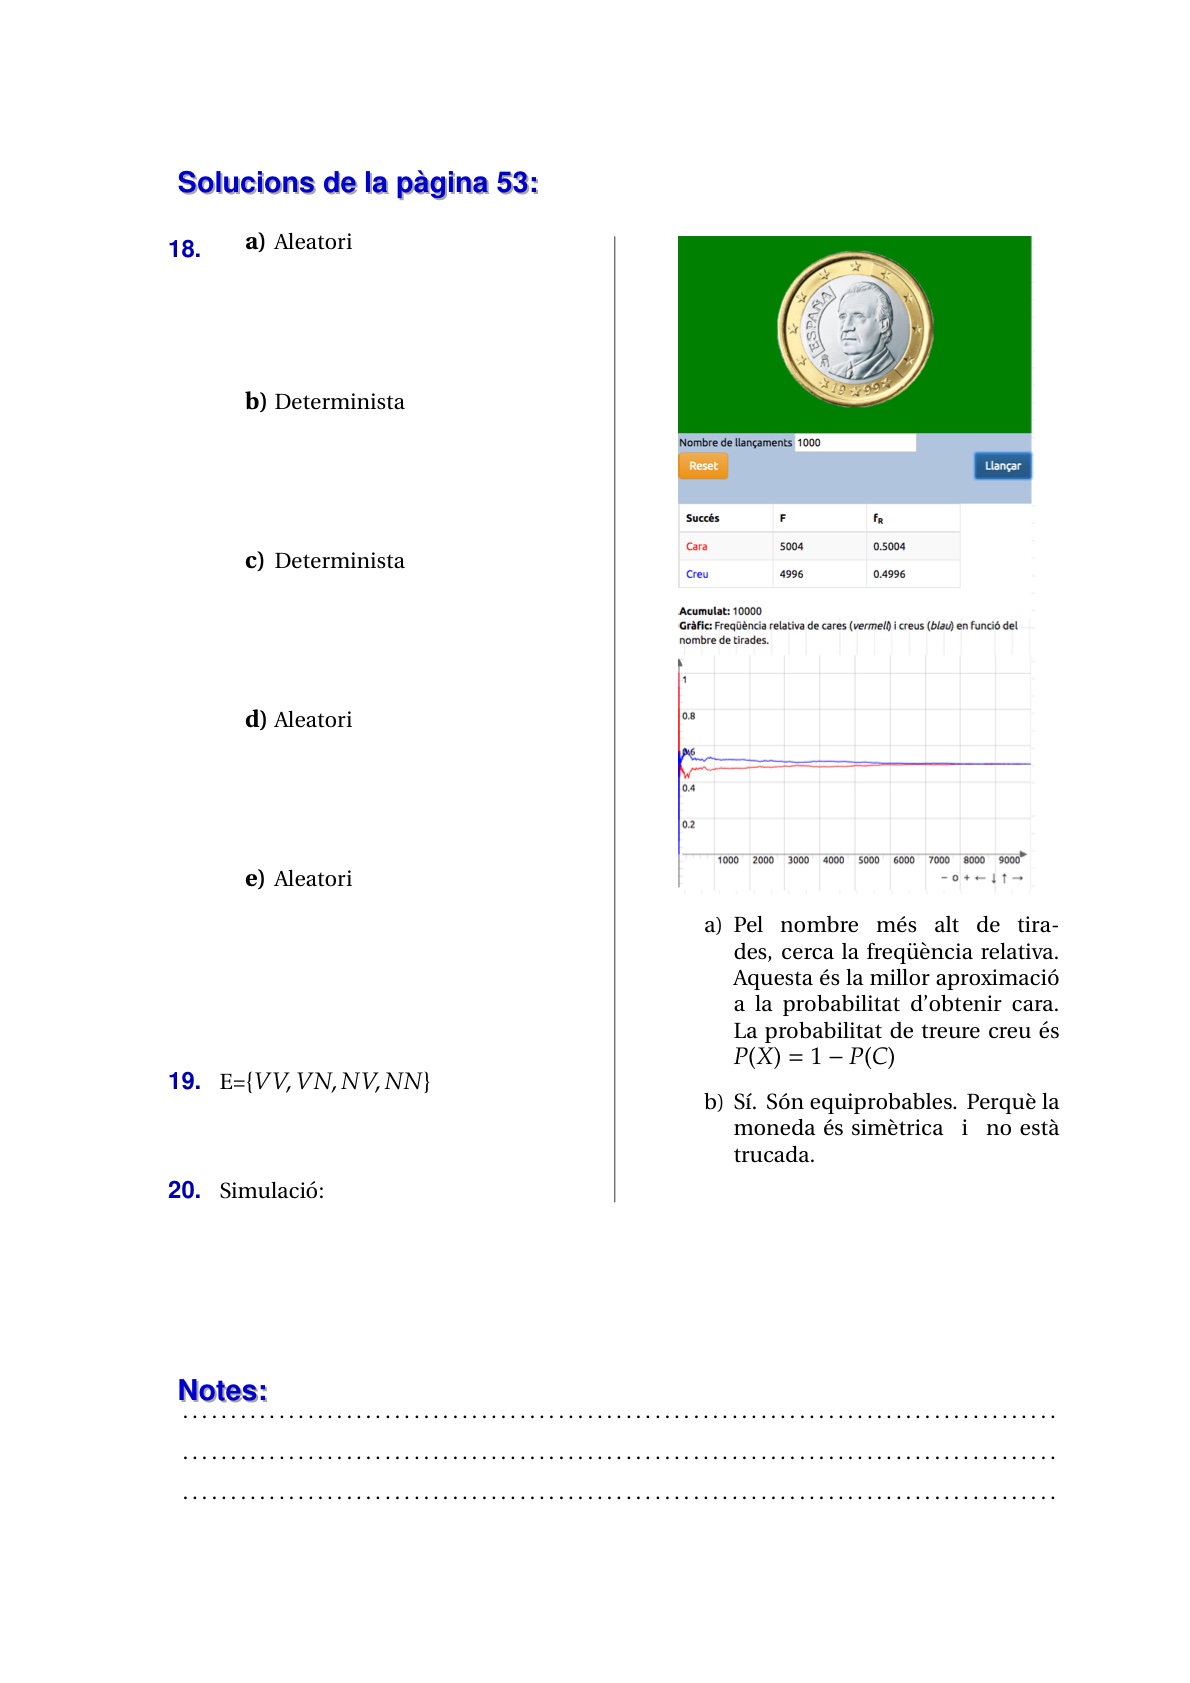 Solucions de la pàgina 53:
18. a) Aleatori
b) Determinista
c) Determinista
d) Aleatori
e) Aleatori
19. E={VV, VN, NV, NN}
20. Simulació:
ESPAÑA
1999
Nombre de llançaments 1000
Reset Llançar
Succés F fR
Cara 5004 0.5004
Creu 4996 0.4996
Acumulat: 10000
Gràfic: Freqüència relativa de cares (vermell) i creus (blau) en funció del
nombre de tirades.
1
0.8
0.6
0.4
0.2
1000 2000 3000 4000 5000 6000 7000 8000 9000
− o + ← ↓ ↑ →
a) Pel nombre més alt de tira-
des, cerca la freqüència relativa.
Aquesta és la millor aproximació
a la probabilitat d'obtenir cara.
La probabilitat de treure creu és
P(X) = 1 − P(C)
b) Sí. Són equiprobables. Perquè la
moneda és simètrica i no està
trucada.
Notes: